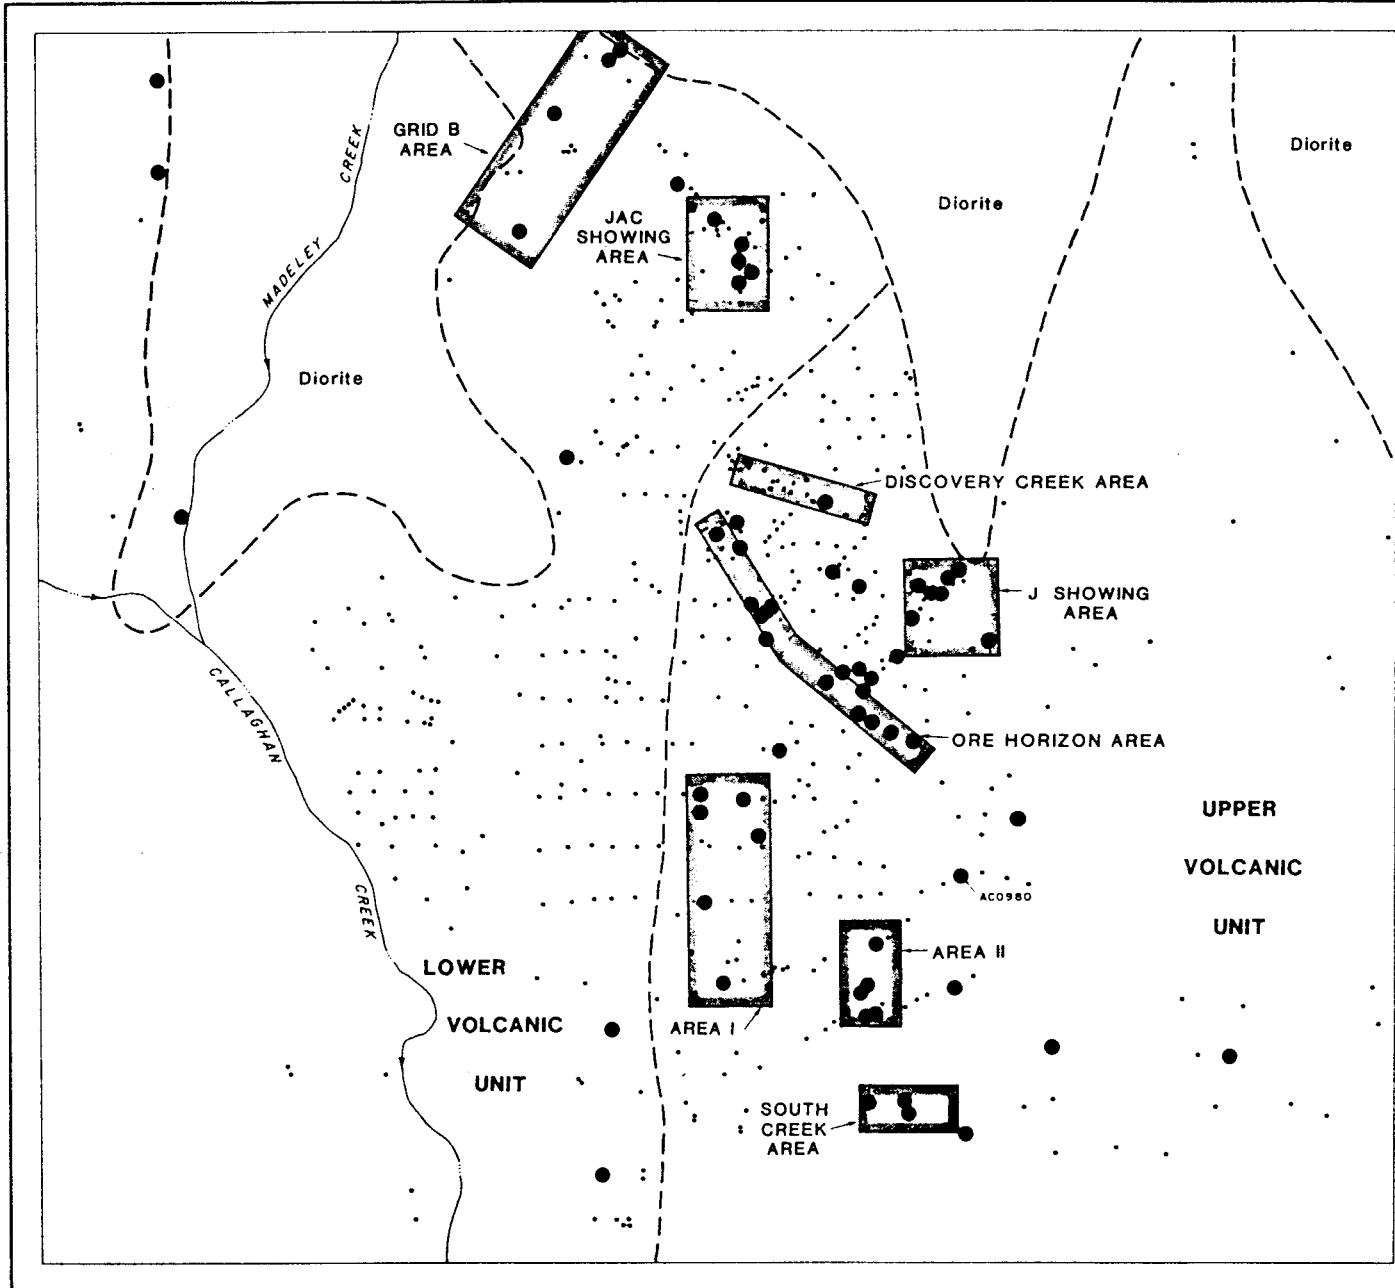 GRID B
AREA
CREEK
MADELEY
JAC
SHOWING
AREA
Diorite
Diorite
Diorite
DISCOVERY CREEK AREA
J SHOWING
AREA
ORE HORIZON AREA
CALLAGHAN
CREEK
UPPER
VOLCANIC
UNIT
AC0980
AREA II
LOWER
VOLCANIC
UNIT
AREA I
SOUTH
CREEK
AREA